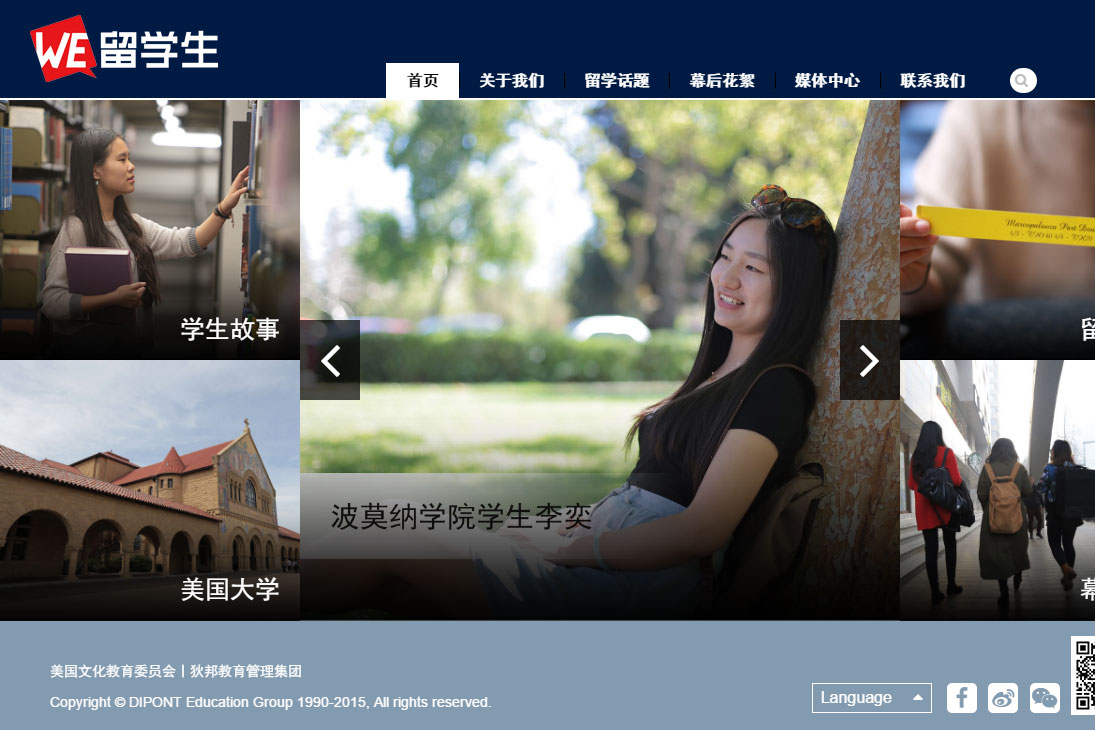 WE 留学生
首页 关于我们 留学话题 幕后花絮 媒体中心 联系我们
学生故事
波莫纳学院学生李奕
美国大学
留
幕
美国文化教育委员会 | 狄邦教育管理集团
Copyright © DIPONT Education Group 1990-2015, All rights reserved.
Language